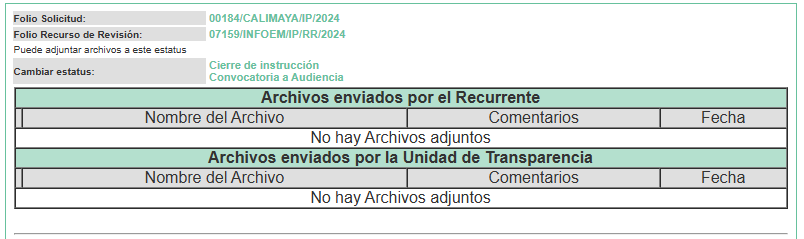 Folio Solicitud: 00184/CALIMAYA/IP/2024
Folio Recurso de Revisión: 07159/INFOEM/IP/RR/2024
Puede adjuntar archivos a este estatus
Cambiar estatus: Cierre de instrucción
Convocatoria a Audiencia
Archivos enviados por el Recurrente
Nombre del Archivo Comentarios Fecha
No hay Archivos adjuntos
Archivos enviados por la Unidad de Transparencia
Nombre del Archivo Comentarios Fecha
No hay Archivos adjuntos